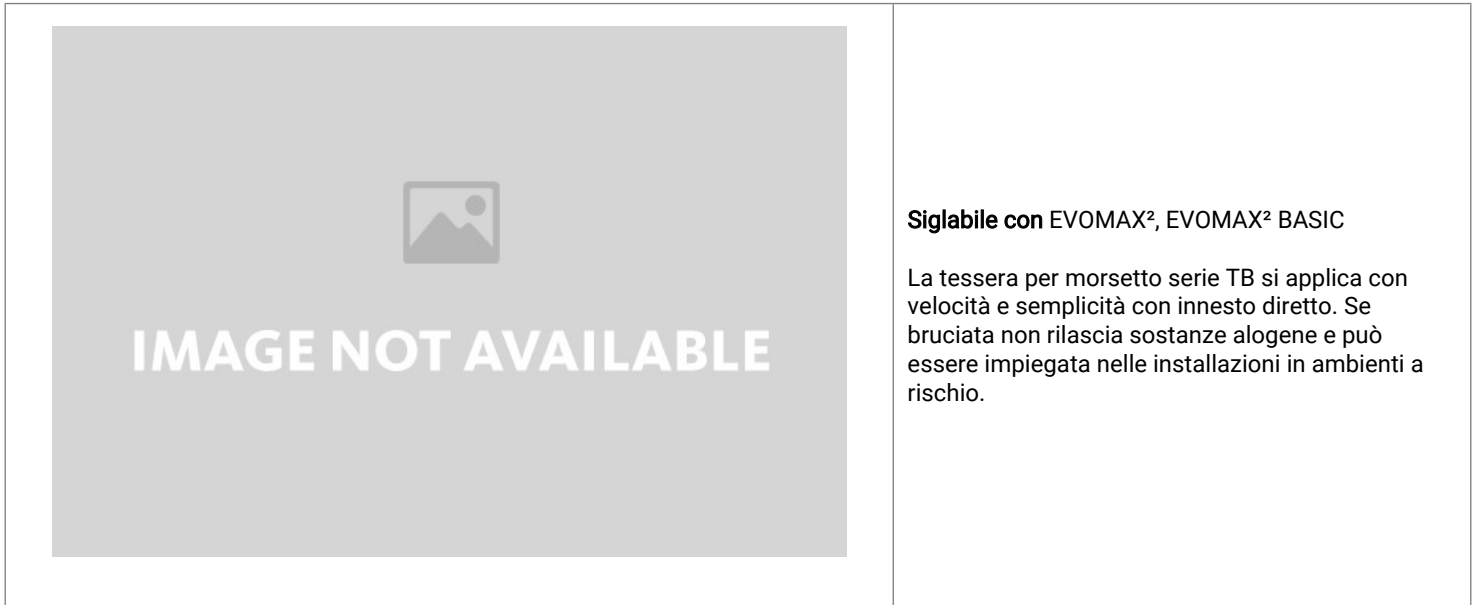 IMAGE NOT AVAILABLE
Siglabile con EVOMAX², EVOMAX² BASIC
La tessera per morsetto serie TB si applica con
velocità e semplicità con innesto diretto. Se
bruciata non rilascia sostanze alogene e può
essere impiegata nelle installazioni in ambienti a
rischio.